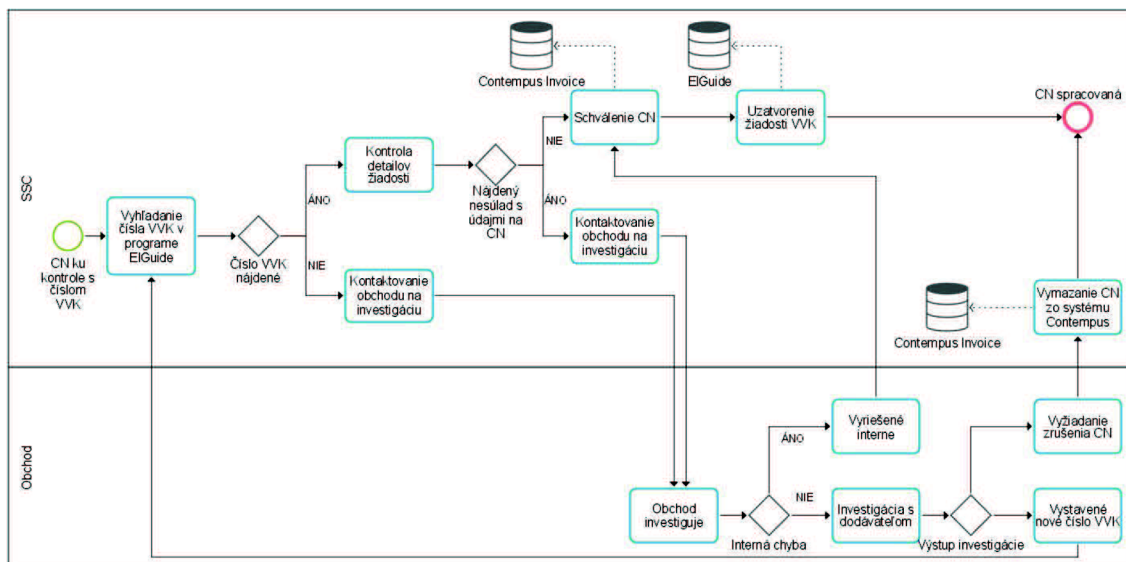 SSC
CN ku
kontrole s
číslom
VVK
Vyhľadanie
čísla VVK v
programe
ElGuide
Číslo VVK
nájdené
ÁNO
NIE
Kontrola
detailov
žiadosti
Kontaktovanie
obchodu na
investigáciu
Nájdený
nesúlad s
údajmi na
CN
NIE
ÁNO
Contempus Invoice
Schválenie CN
Kontaktovanie
obchodu na
investigáciu
ElGuide
Uzatvorenie
žiadosti VVK
CN spracovaná
Vymazanie CN
zo systému
Contempus
Contempus Invoice
Obchod
Obchod
investiguje
Interná chyba
ÁNO
NIE
Vyriešené
interne
Investigácia s
dodávateľom
Výstup investigácie
Vyžiadanie
zrušenia CN
Vystavené
nové číslo VVK